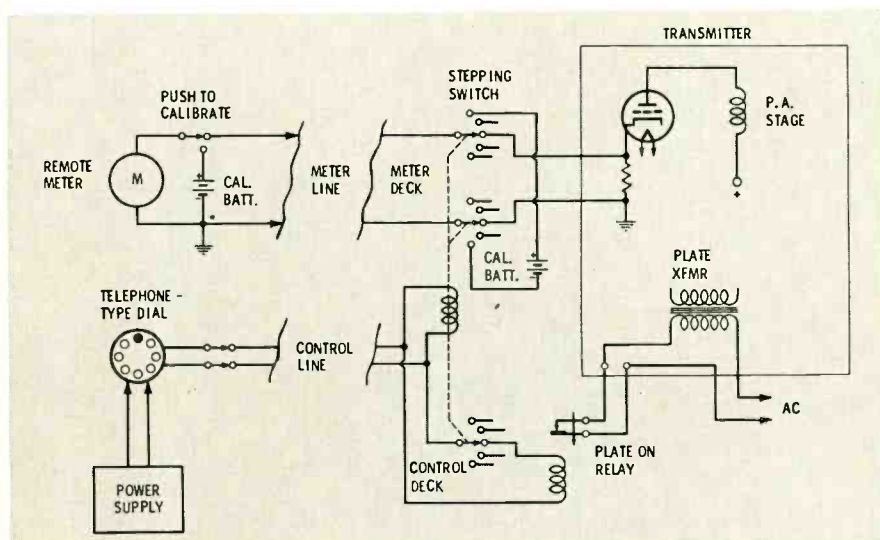 TRANSMITTER
STEPPING
SWITCH
P.A.
STAGE
PUSH TO
CALIBRATE
REMOTE
METER
M
+
CAL.
BATT.
METER
LINE
METER
DECK
+
CAL.
BATT.
+
PLATE
XFMR
TELEPHONE -
TYPE DIAL
CONTROL
LINE
AC
PLATE ON
RELAY
CONTROL
DECK
POWER
SUPPLY